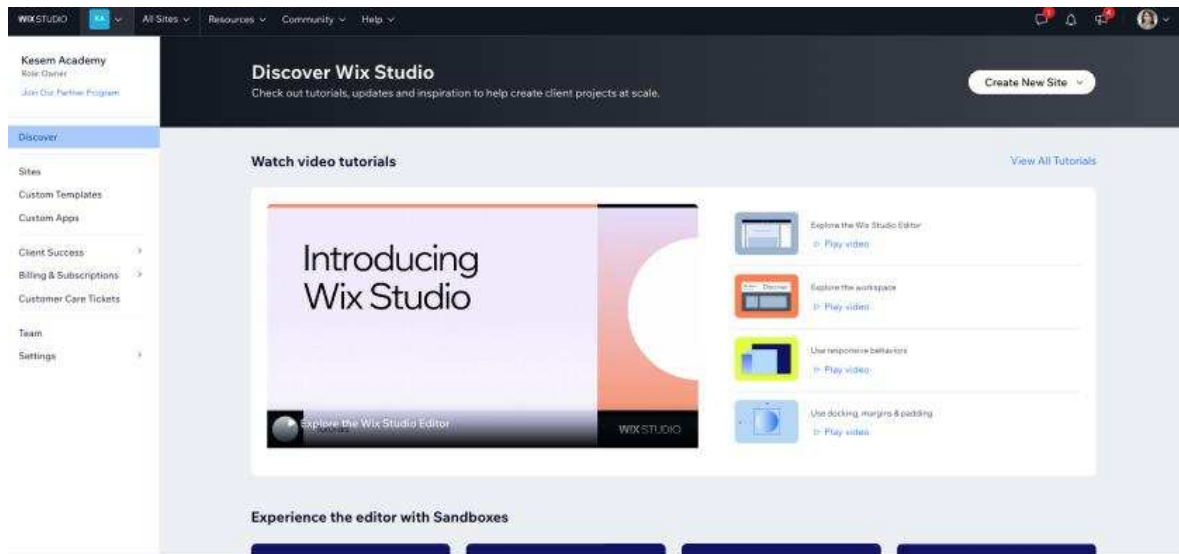 WIX STUDIO KA All Sites Resources Community Help
Kesem Academy
Role: Owner
Join Our Partner Program
Discover
Sites
Custom Templates
Custom Apps
Client Success
Billing & Subscriptions
Customer Care Tickets
Team
Settings
Discover Wix Studio
Check out tutorials, updates and inspiration to help create client projects at scale.
Create New Site
Watch video tutorials
View All Tutorials
Introducing
Wix Studio
Explore the Wix Studio Editor
WIX STUDIO
Explore the Wix Studio Editor
Play video
Explore the workspace
Play video
Use responsive behaviors
Play video
Use docking, margins & padding
Play video
Experience the editor with Sandboxes